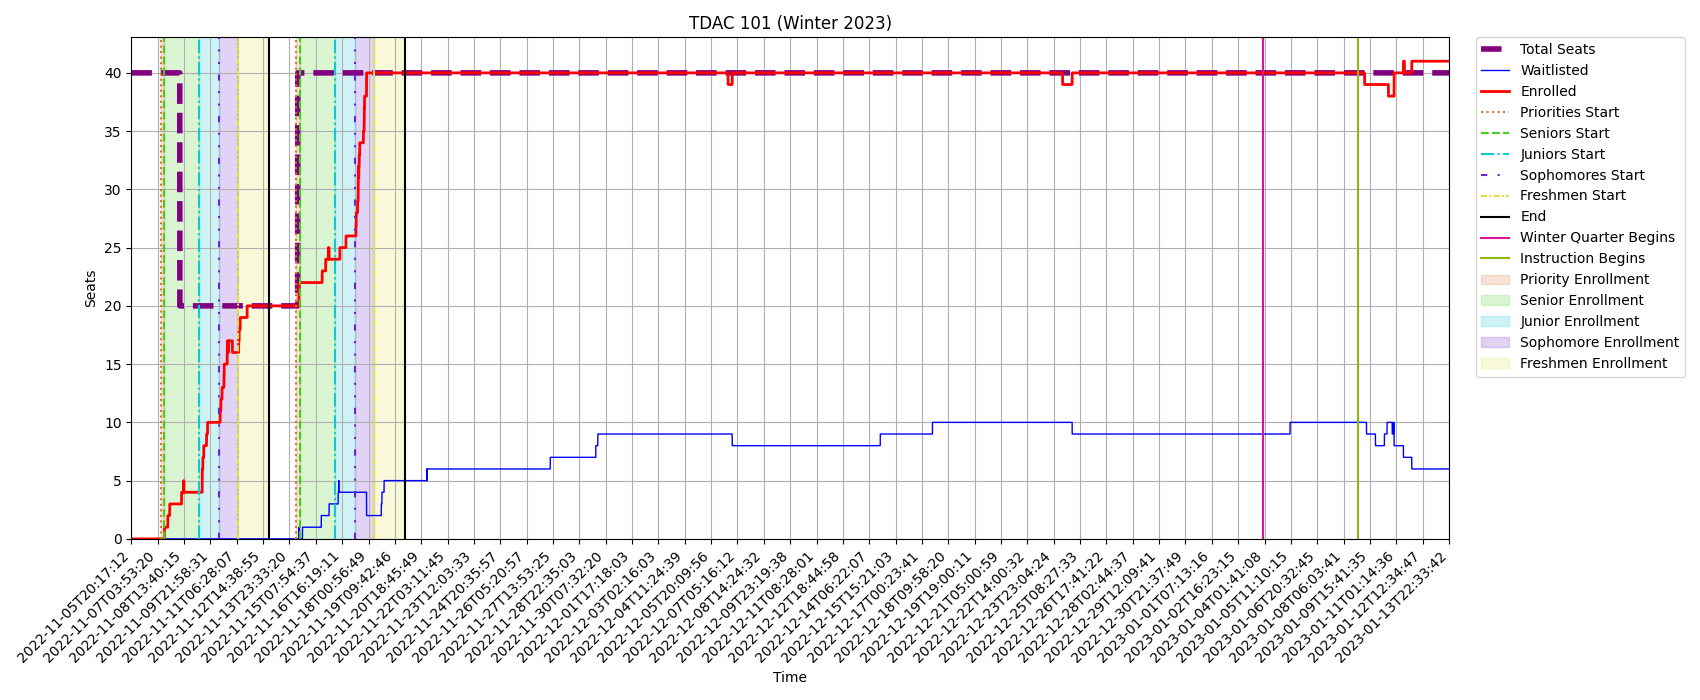 TDAC 101 (Winter 2023)
Seats
40
35
30
25
20
15
10
5
0
2022-11-05T20:17:12
2022-11-07T03:53:20
2022-11-08T13:40:15
2022-11-09T21:58:31
2022-11-11T06:28:07
2022-11-12T14:38:55
2022-11-13T23:33:20
2022-11-15T07:54:37
2022-11-16T16:19:11
2022-11-18T00:56:49
2022-11-19T09:42:46
2022-11-20T18:45:49
2022-11-22T03:11:45
2022-11-23T12:03:33
2022-11-24T20:35:57
2022-11-26T05:20:57
2022-11-27T13:53:25
2022-11-28T22:35:03
2022-11-30T07:32:20
2022-12-01T17:18:03
2022-12-03T02:16:03
2022-12-04T11:24:39
2022-12-05T20:09:56
2022-12-07T05:16:12
2022-12-08T14:24:32
2022-12-09T23:19:38
2022-12-11T08:28:01
2022-12-12T18:44:58
2022-12-14T06:22:07
2022-12-15T15:21:03
2022-12-17T00:23:41
2022-12-18T09:58:20
2022-12-19T19:00:11
2022-12-21T05:00:59
2022-12-22T14:00:32
2022-12-23T23:04:24
2022-12-25T08:27:33
2022-12-26T17:41:22
2022-12-28T02:44:37
2022-12-29T12:09:41
2022-12-30T21:37:49
2023-01-01T07:13:16
2023-01-02T16:23:15
2023-01-04T01:41:08
2023-01-05T11:10:15
2023-01-06T20:32:45
2023-01-08T06:03:41
2023-01-09T15:41:35
2023-01-11T01:14:36
2023-01-12T12:34:47
2023-01-13T22:33:42
Time
Total Seats
Waitlisted
Enrolled
Priorities Start
Seniors Start
Juniors Start
Sophomores Start
Freshmen Start
End
Winter Quarter Begins
Instruction Begins
Priority Enrollment
Senior Enrollment
Junior Enrollment
Sophomore Enrollment
Freshmen Enrollment